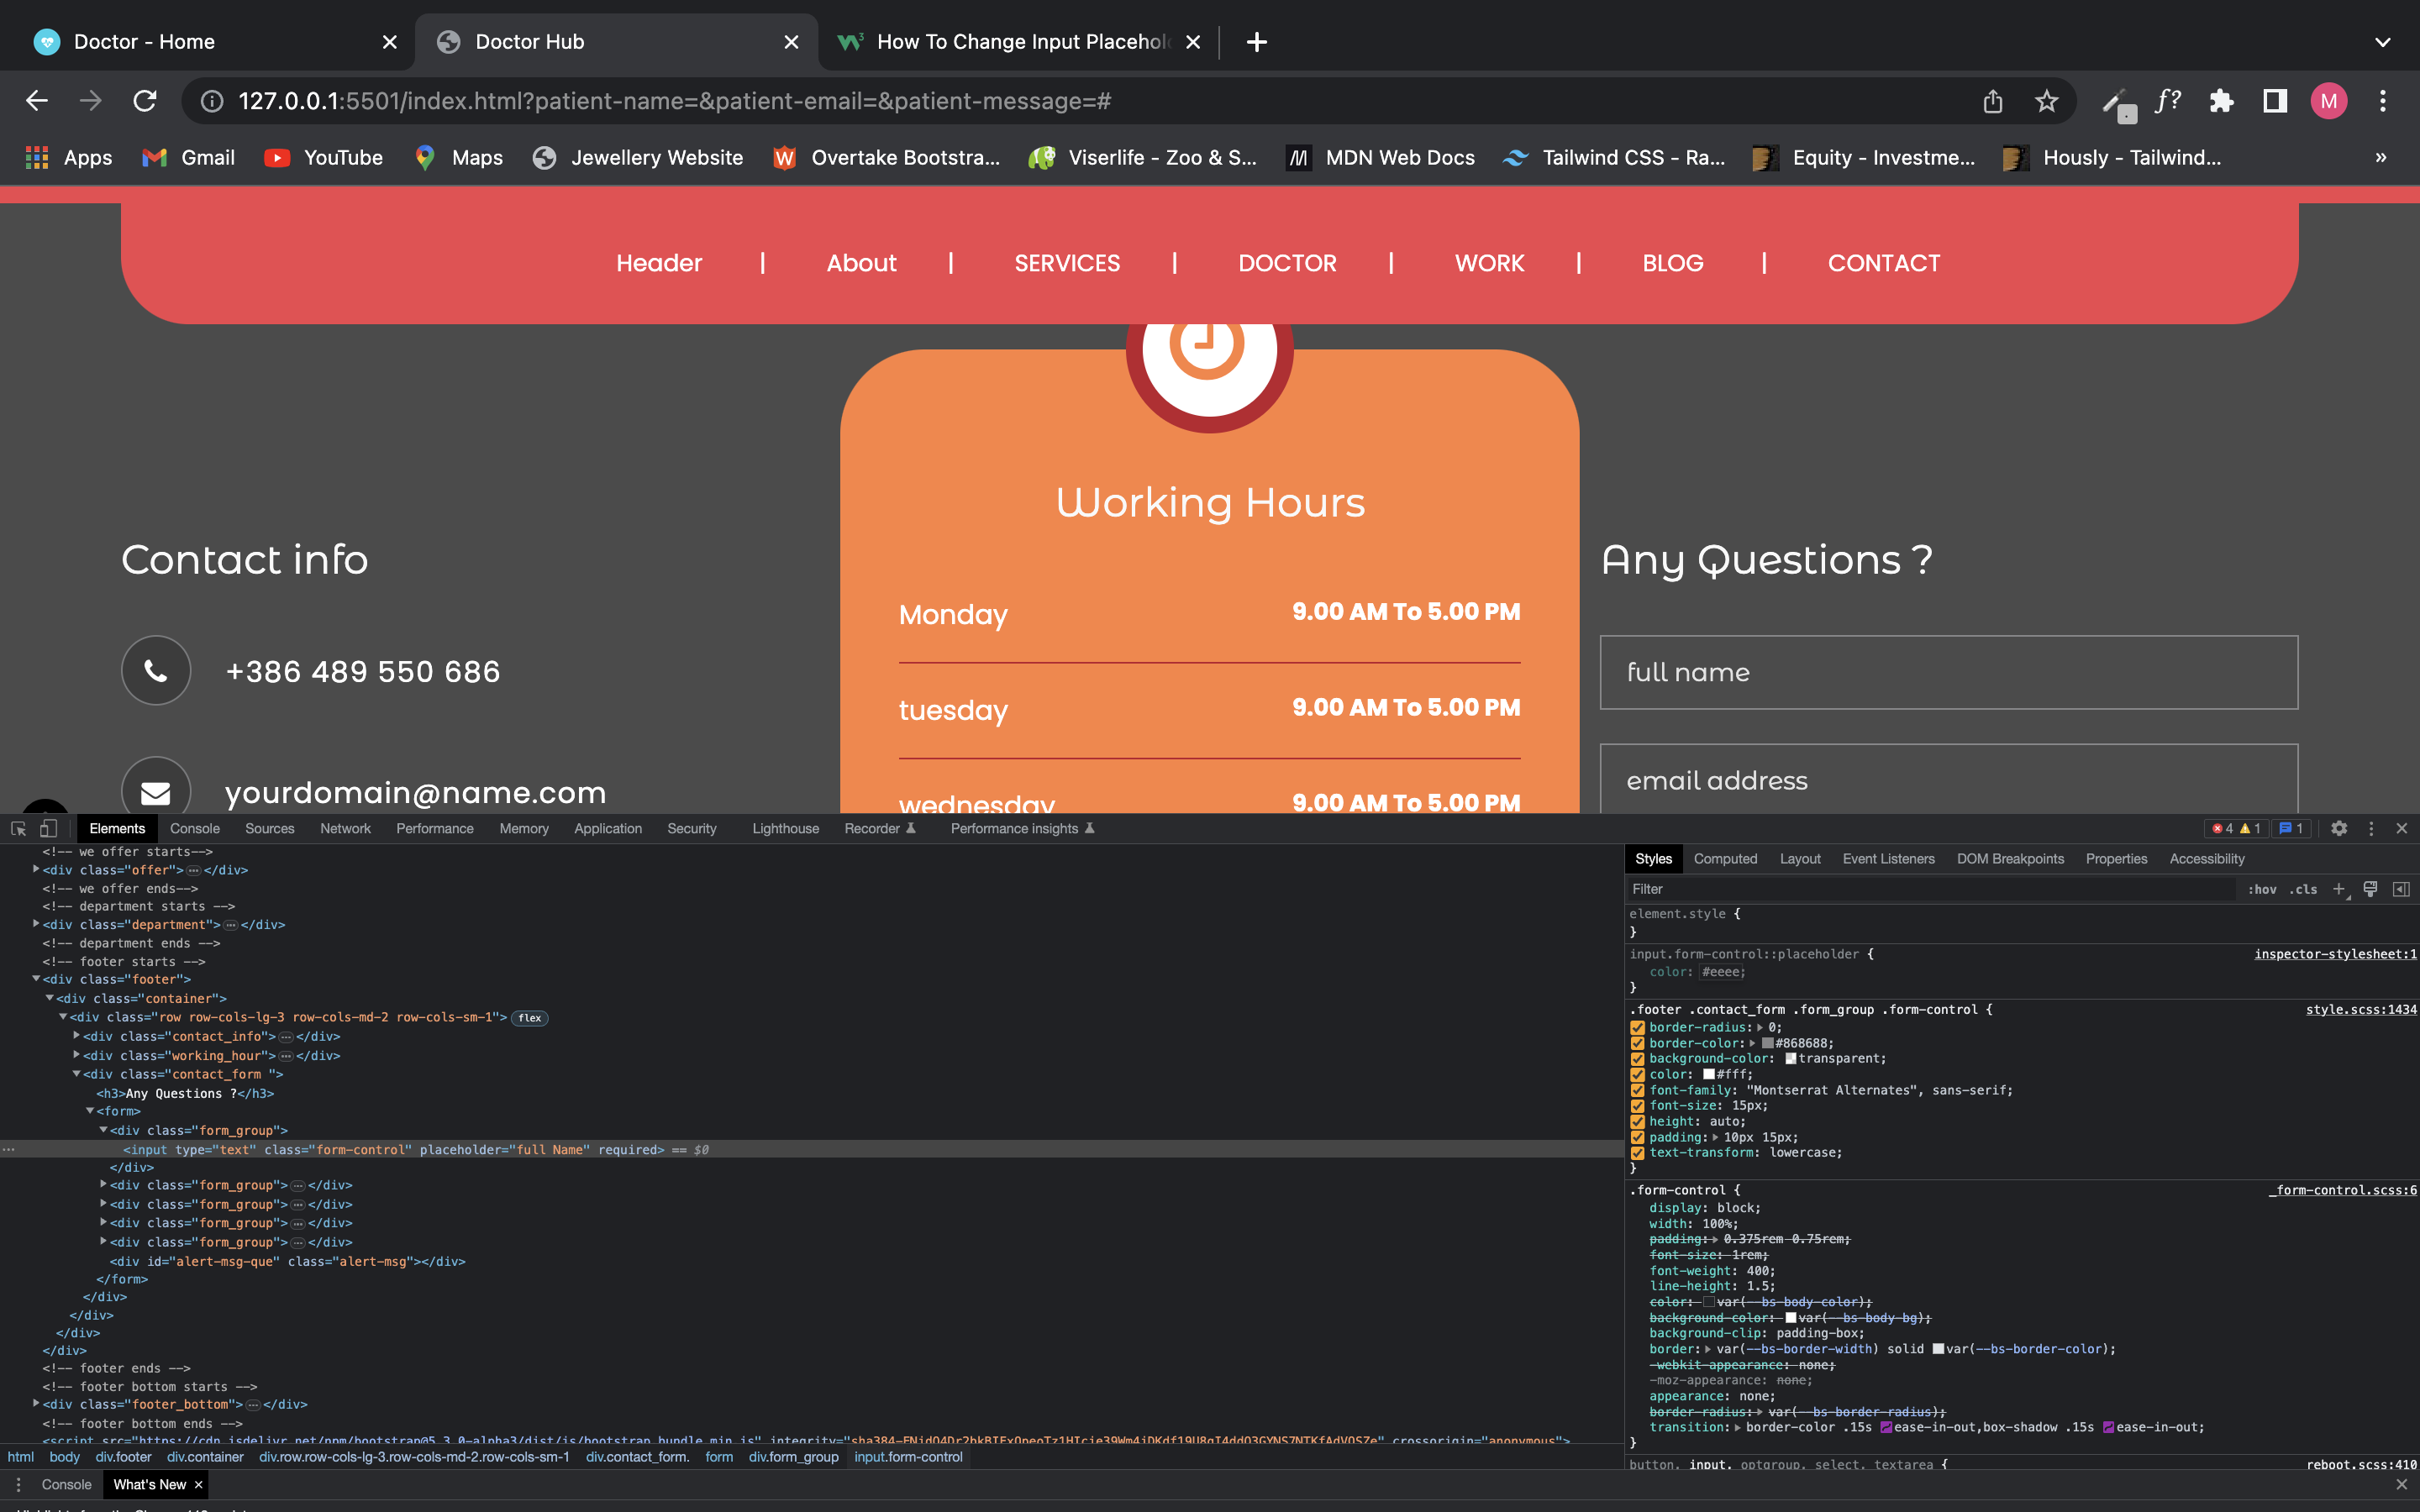 Doctor - Home
Doctor Hub
How To Change Input Placehol
127.0.0.1:5501/index.html?patient-name=&patient-email=&patient-message=#
f?
M
Apps
Gmail
YouTube
Maps
Jewellery Website
Overtake Bootstra...
Viserlife - Zoo & S...
MDN Web Docs
Tailwind CSS - Ra...
Equity - Investme...
Hously - Tailwind...
»
Header | About | SERVICES | DOCTOR | WORK | BLOG | CONTACT
Working Hours
Contact info
Any Questions ?
Monday 9.00 AM To 5.00 PM
+386 489 550 686
full name
tuesday 9.00 AM To 5.00 PM
email address
yourdomain@name.com
wednesday 9.00 AM To 5.00 PM
Elements Console Sources Network Performance Memory Application Security Lighthouse Recorder Performance insights
4 1 1
<!-- we offer starts-->
<div class="offer">…</div>
<!-- we offer ends-->
<!-- department starts -->
<div class="department">…</div>
<!-- department ends -->
<!-- footer starts -->
<div class="footer">
<div class="container">
<div class="row row-cols-lg-3 row-cols-md-2 row-cols-sm-1"> flex
<div class="contact_info">…</div>
<div class="working_hour">…</div>
<div class="contact_form ">
<h3>Any Questions ?</h3>
<form>
<div class="form_group">
<input type="text" class="form-control" placeholder="full Name" required> == $0
</div>
<div class="form_group">…</div>
<div class="form_group">…</div>
<div class="form_group">…</div>
<div class="form_group">…</div>
<div id="alert-msg-que" class="alert-msg"></div>
</form>
</div>
</div>
</div>
</div>
<!-- footer ends -->
<!-- footer bottom starts -->
<div class="footer_bottom">…</div>
<!-- footer bottom ends -->
html body div.footer div.container div.row.row-cols-lg-3.row-cols-md-2.row-cols-sm-1 div.contact_form. form div.form_group input.form-control
Console What's New
Styles Computed Layout Event Listeners DOM Breakpoints Properties Accessibility
Filter
:hov .cls
element.style {
}
input.form-control::placeholder { inspector-stylesheet:1
color: #eeee;
}
.footer .contact_form .form_group .form-control { style.scss:1434
border-radius: 0;
border-color: #868688;
background-color: transparent;
color: #fff;
font-family: "Montserrat Alternates", sans-serif;
font-size: 15px;
height: auto;
padding: 10px 15px;
text-transform: lowercase;
}
.form-control { _form-control.scss:6
display: block;
width: 100%;
padding: 0.375rem 0.75rem;
font-size: 1rem;
font-weight: 400;
line-height: 1.5;
color: var(--bs-body-color);
background-color: var(--bs-body-bg);
background-clip: padding-box;
border: var(--bs-border-width) solid var(--bs-border-color);
-webkit-appearance: none;
-moz-appearance: none;
appearance: none;
border-radius: var(--bs-border-radius);
transition: border-color .15s ease-in-out,box-shadow .15s ease-in-out;
}
button, input, optgroup, select, textarea { reboot.scss:410